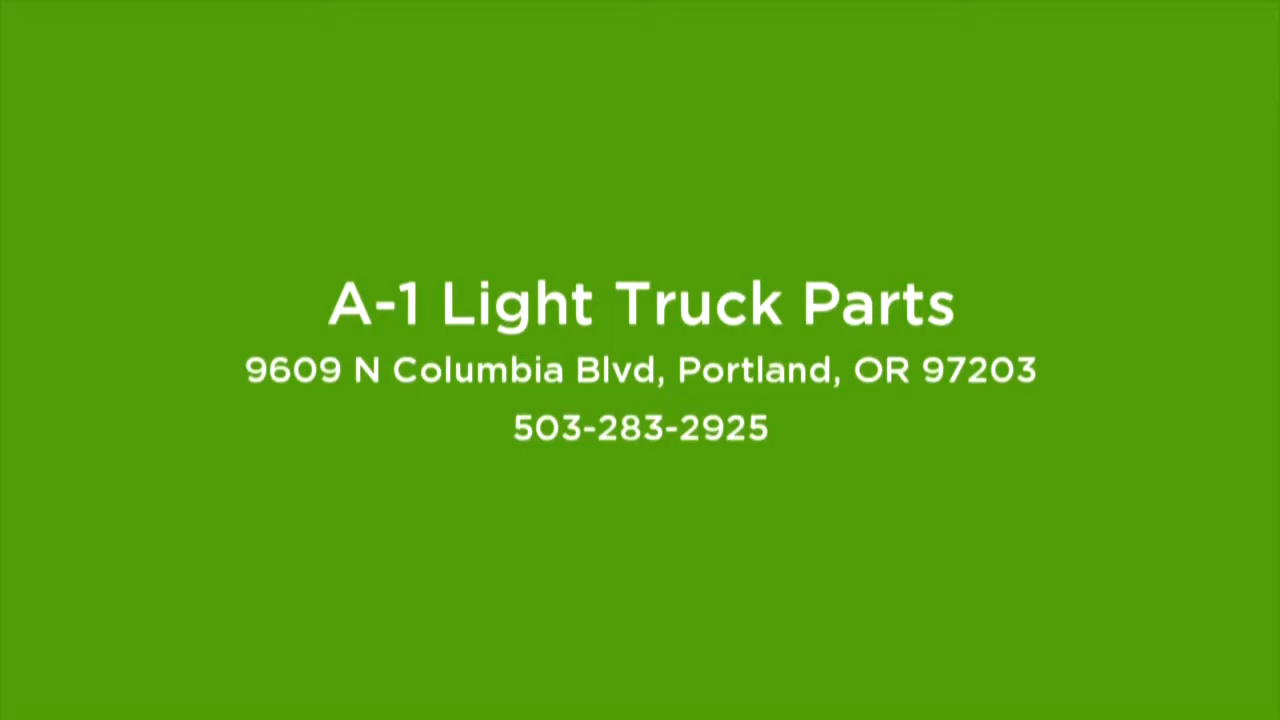 A-1 Light Truck Parts
9609 N Columbia Blvd, Portland, OR 97203
503-283-2925